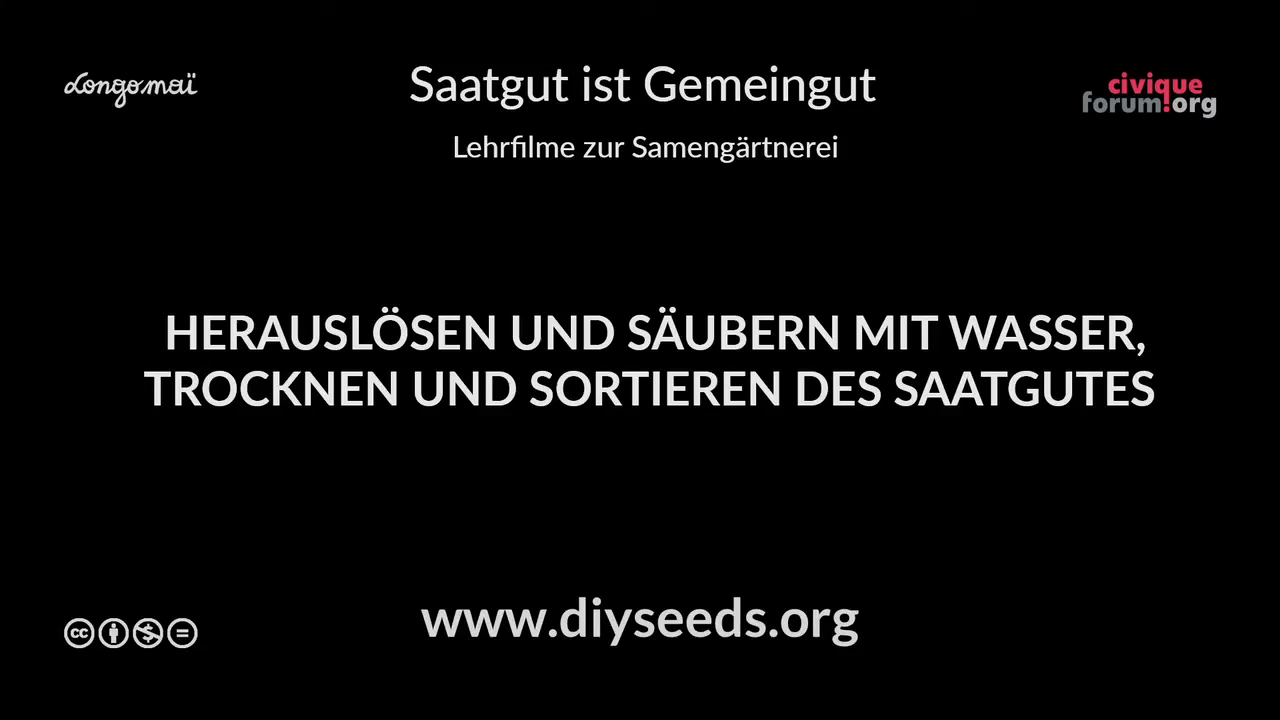 Longo maï
Saatgut ist Gemeingut
civique
forum!org
Lehrfilme zur Samengärtnerei
HERAUSLÖSEN UND SÄUBERN MIT WASSER,
TROCKNEN UND SORTIEREN DES SAATGUTES
cc
www.diyseeds.org